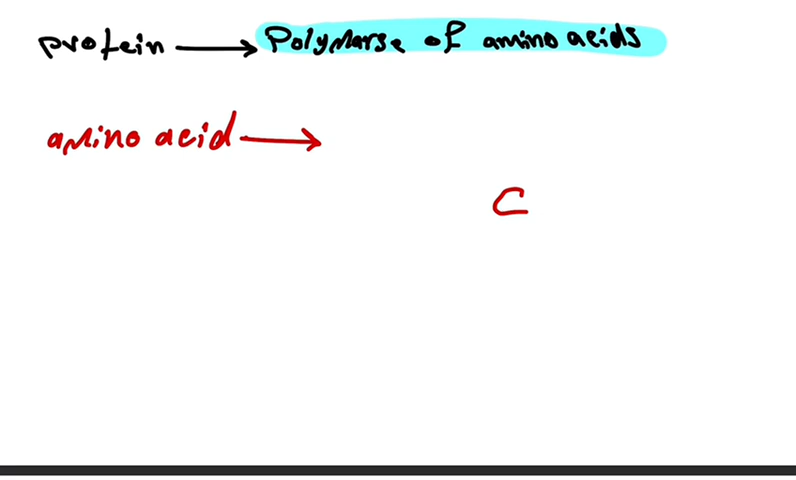 protein → Polymarse of amino acids
amino acid →
C